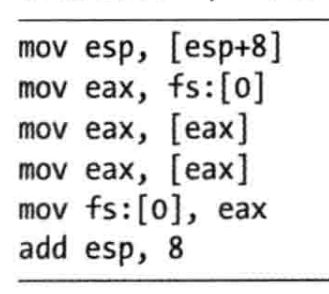 mov esp, [esp+8]
mov eax, fs:[0]
mov eax, [eax]
mov eax, [eax]
mov fs:[0], eax
add esp, 8